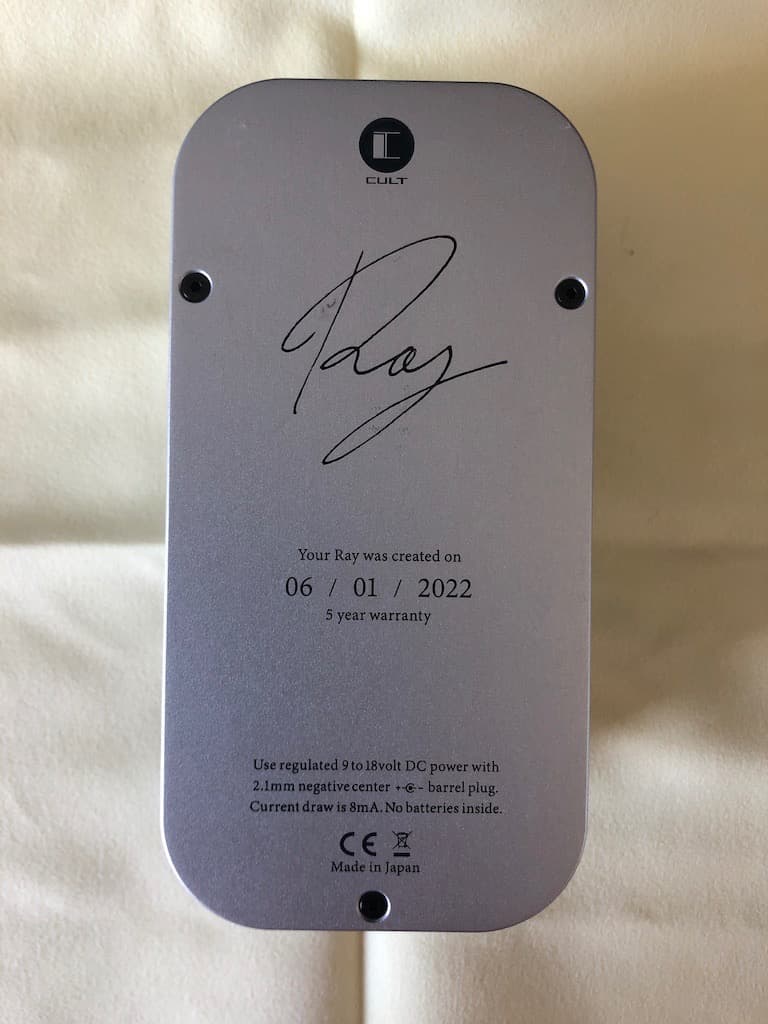 CULT
Ray
Your Ray was created on
06 / 01 / 2022
5 year warranty
Use regulated 9 to 18volt DC power with
2.1mm negative center barrel plug.
Current draw is 8mA. No batteries inside.
CE
Made in Japan